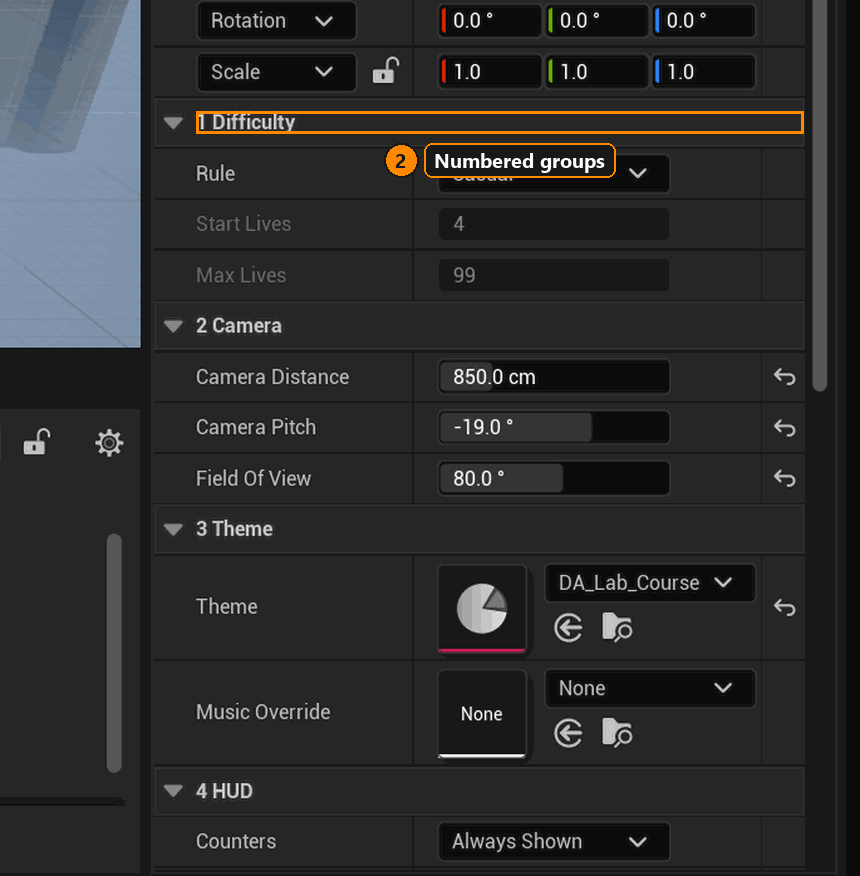 Rotation 0.0 ° 0.0 ° 0.0 °
Scale 1.0 1.0 1.0
1 Difficulty
2 Numbered groups
Rule
Start Lives 4
Max Lives 99
2 Camera
Camera Distance 850.0 cm
Camera Pitch -19.0 °
Field Of View 80.0 °
3 Theme
Theme DA_Lab_Course
Music Override None None
4 HUD
Counters Always Shown